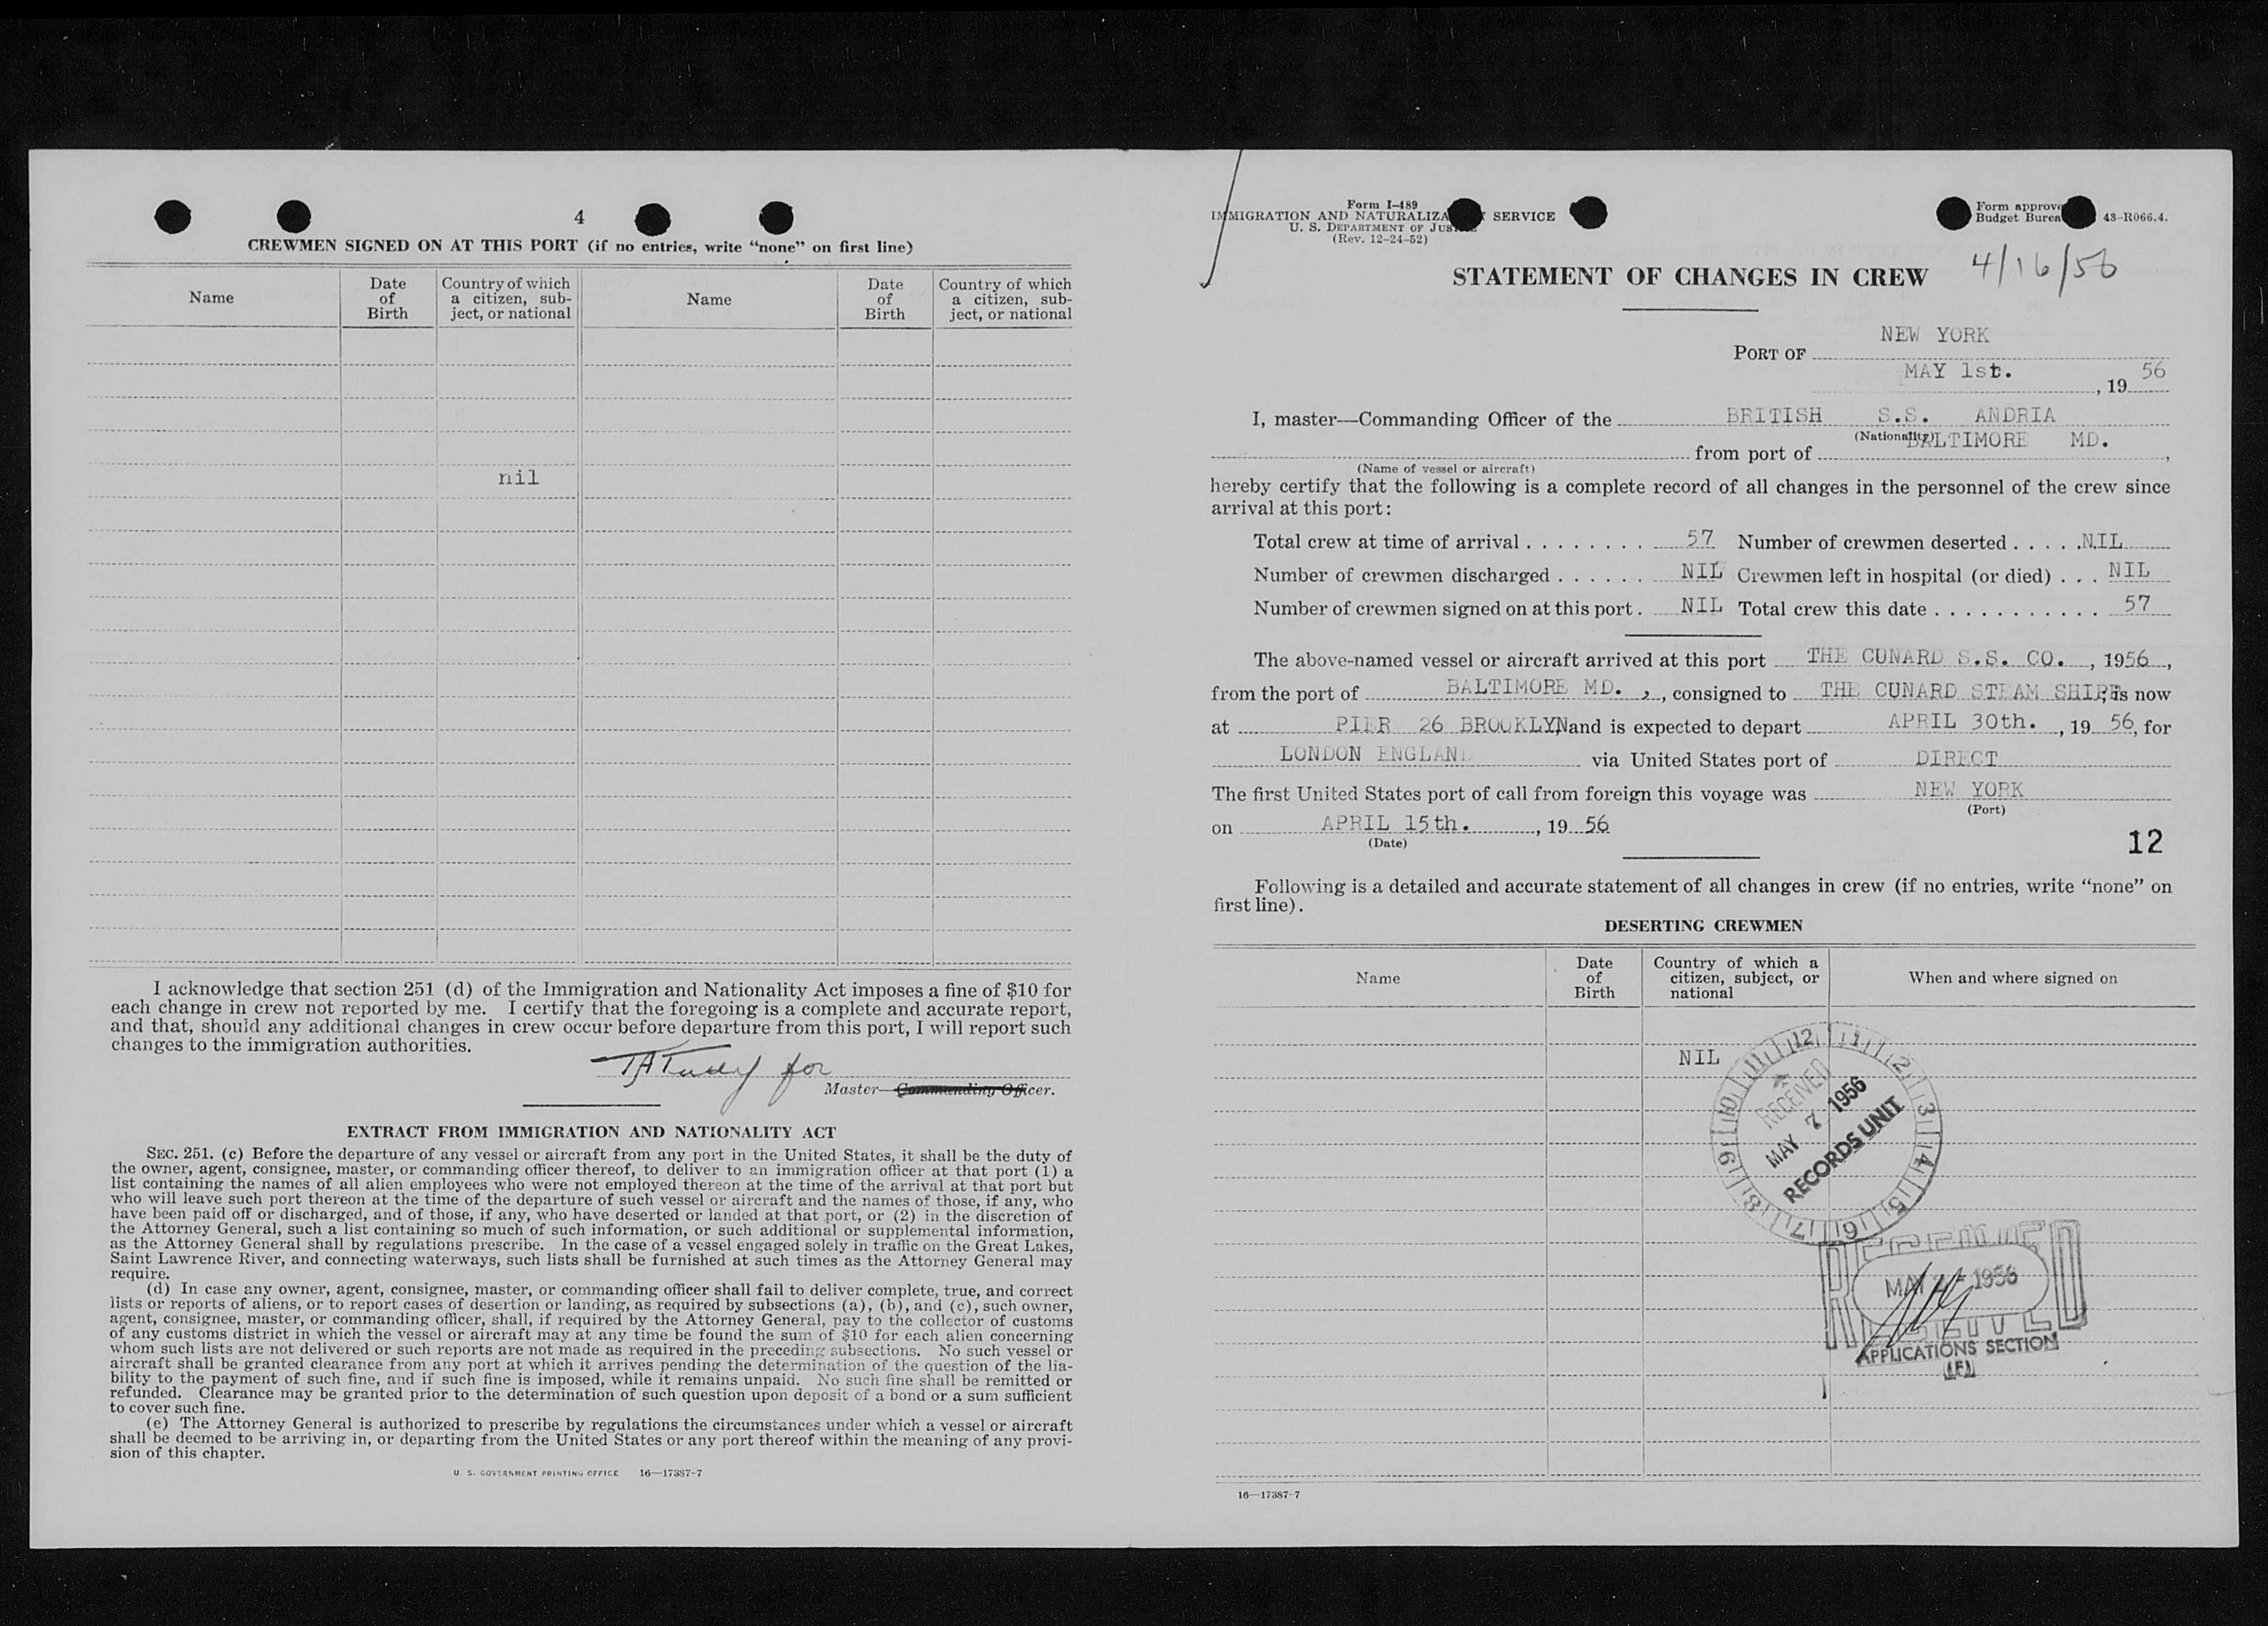 4
CREWMEN SIGNED ON AT THIS PORT (if no entries, write “none” on first line)
Name
Date of Birth
Country of which a citizen, sub-ject, or national
Name
Date of Birth
Country of which a citizen, sub-ject, or national
nil
I acknowledge that section 251 (d) of the Immigration and Nationality Act imposes a fine of $10 for
each change in crew not reported by me. I certify that the foregoing is a complete and accurate report,
and that, should any additional changes in crew occur before departure from this port, I will report such
changes to the immigration authorities.
for
Master—Commanding Officer.
EXTRACT FROM IMMIGRATION AND NATIONALITY ACT
SEC. 251. (c) Before the departure of any vessel or aircraft from any port in the United States, it shall be the duty of
the owner, agent, consignee, master, or commanding officer thereof, to deliver to an immigration officer at that port (1) a
list containing the names of all alien employees who were not employed thereon at the time of the arrival at that port but
who will leave such port thereon at the time of the departure of such vessel or aircraft and the names of those, if any, who
have been paid off or discharged, and of those, if any, who have deserted or landed at that port, or (2) in the discretion of
the Attorney General, such a list containing so much of such information, or such additional or supplemental information,
as the Attorney General shall by regulations prescribe. In the case of a vessel engaged solely in traffic on the Great Lakes,
Saint Lawrence River, and connecting waterways, such lists shall be furnished at such times as the Attorney General may
require.
(d) In case any owner, agent, consignee, master, or commanding officer shall fail to deliver complete, true, and correct
lists or reports of aliens, or to report cases of desertion or landing, as required by subsections (a), (b), and (c), such owner,
agent, consignee, master, or commanding officer, shall, if required by the Attorney General, pay to the collector of customs
of any customs district in which the vessel or aircraft may at any time be found the sum of $10 for each alien concerning
whom such lists are not delivered or such reports are not made as required in the preceding subsections. No such vessel or
aircraft shall be granted clearance from any port at which it arrives pending the determination of the question of the lia-
bility to the payment of such fine, and if such fine is imposed, while it remains unpaid. No such fine shall be remitted or
refunded. Clearance may be granted prior to the determination of such question upon deposit of a bond or a sum sufficient
to cover such fine.
(e) The Attorney General is authorized to prescribe by regulations the circumstances under which a vessel or aircraft
shall be deemed to be arriving in, or departing from the United States or any port thereof within the meaning of any provi-
sion of this chapter.
U. S. GOVERNMENT PRINTING OFFICE 16—17387-7
Form I-489
IMMIGRATION AND NATURALIZA SERVICE
U. S. DEPARTMENT OF JUS
(Rev. 12-24-52)
Form approve
Budget Burea 43-R066.4.
4/16/56
STATEMENT OF CHANGES IN CREW
NEW YORK
PORT OF
MAY 1st. , 19 56
I, master—Commanding Officer of the BRITISH S.S. ANDRIA
(Nationality) BALTIMORE MD.
from port of ,
(Name of vessel or aircraft)
hereby certify that the following is a complete record of all changes in the personnel of the crew since
arrival at this port:
Total crew at time of arrival . . . . . . . . 57 Number of crewmen deserted . . . . . NIL
Number of crewmen discharged . . . . . . NIL Crewmen left in hospital (or died) . . . NIL
Number of crewmen signed on at this port . NIL Total crew this date . . . . . . . . . . . 57
The above-named vessel or aircraft arrived at this port THE CUNARD S.S. CO. , 1956 ,
from the port of BALTIMORE MD. , , consigned to THE CUNARD STEAM SHIP , is now
at PIER 26 BROOKLYN and is expected to depart APRIL 30th. , 19 56, for
LONDON ENGLAND via United States port of DIRECT
The first United States port of call from foreign this voyage was NEW YORK
(Port)
on APRIL 15th. , 19 56
(Date)
12
Following is a detailed and accurate statement of all changes in crew (if no entries, write “none” on
first line).
DESERTING CREWMEN
Name
Date of Birth
Country of which a citizen, subject, or national
When and where signed on
NIL
12 1 2 3 4 5 6 7 8 9 10 11
RECEIVED
MAY 7 1956
RECORDS UNIT
RECEIVED
MAY 1956
RECEIVED
APPLICATIONS SECTION
16—17387-7